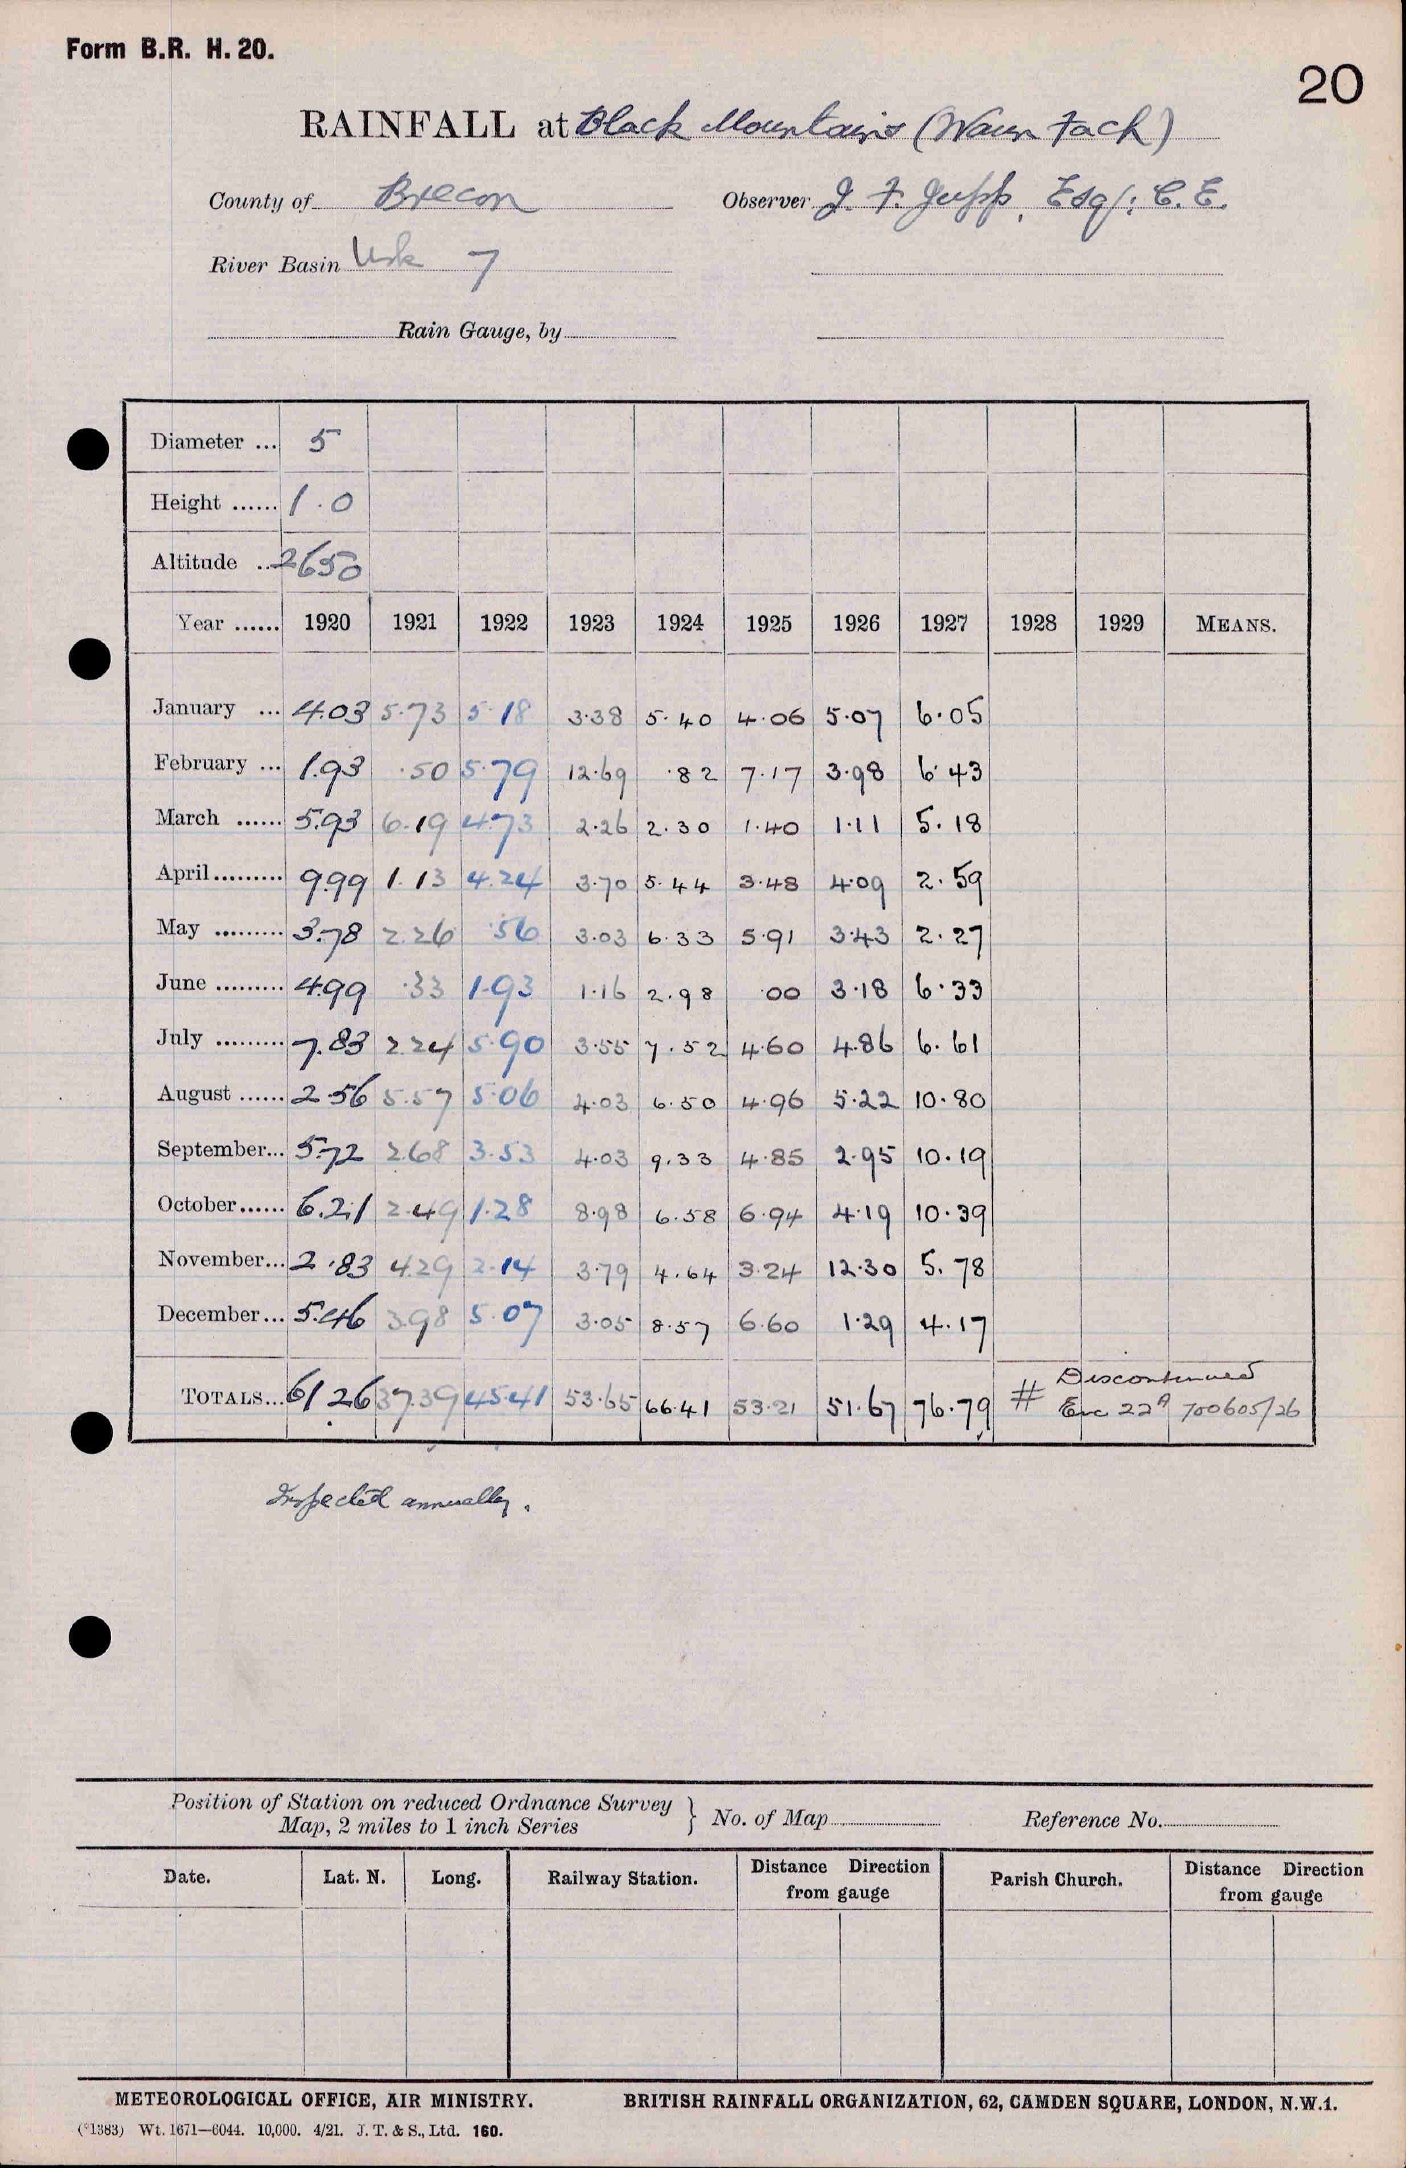 Form B.R. H. 20.
20
RAINFALL at Black Mountains (Waun Fach)
County of Brecon Observer J. F. Jupp, Esq., C.E.
River Basin Usk 7
Rain Gauge, by
Diameter ... 5
Height ...... 1.0
Altitude ... 2650
Year ...... 1920 1921 1922 1923 1924 1925 1926 1927 1928 1929 MEANS.
January ... 4.03 5.73 5.18 3.38 5.40 4.06 5.07 6.05
February ... 1.93 .50 5.79 12.69 .82 7.17 3.98 6.43
March ...... 5.93 6.19 4.73 2.26 2.30 1.40 1.11 5.18
April ......... 9.99 1.13 4.24 3.70 5.44 3.48 4.09 2.59
May ......... 3.78 2.26 .56 3.03 6.33 5.91 3.43 2.27
June ......... 4.99 .33 1.93 1.16 2.98 .00 3.18 6.33
July ......... 7.83 2.24 5.90 3.55 7.52 4.60 4.86 6.61
August ...... 2.56 5.57 5.06 4.03 6.50 4.96 5.22 10.80
September... 5.72 2.68 3.53 4.03 9.33 4.85 2.95 10.19
October...... 6.21 2.49 1.28 8.98 6.58 6.94 4.19 10.39
November... 2.83 4.29 2.14 3.79 4.64 3.24 12.30 5.78
December... 5.46 3.98 5.07 3.05 8.57 6.60 1.29 4.17
TOTALS... 61.26 37.39 45.41 53.65 66.41 53.21 51.67 76.79 # Discontinued
Enc 22A 700605/26
Inspected annually.
Position of Station on reduced Ordnance Survey
Map, 2 miles to 1 inch Series } No. of Map Reference No.
Date. Lat. N. Long. Railway Station. Distance Direction from gauge Parish Church. Distance Direction from gauge
METEOROLOGICAL OFFICE, AIR MINISTRY. BRITISH RAINFALL ORGANIZATION, 62, CAMDEN SQUARE, LONDON, N.W.1.
(*1383) Wt. 1671—6044. 10,000. 4/21. J. T. & S., Ltd. 160.